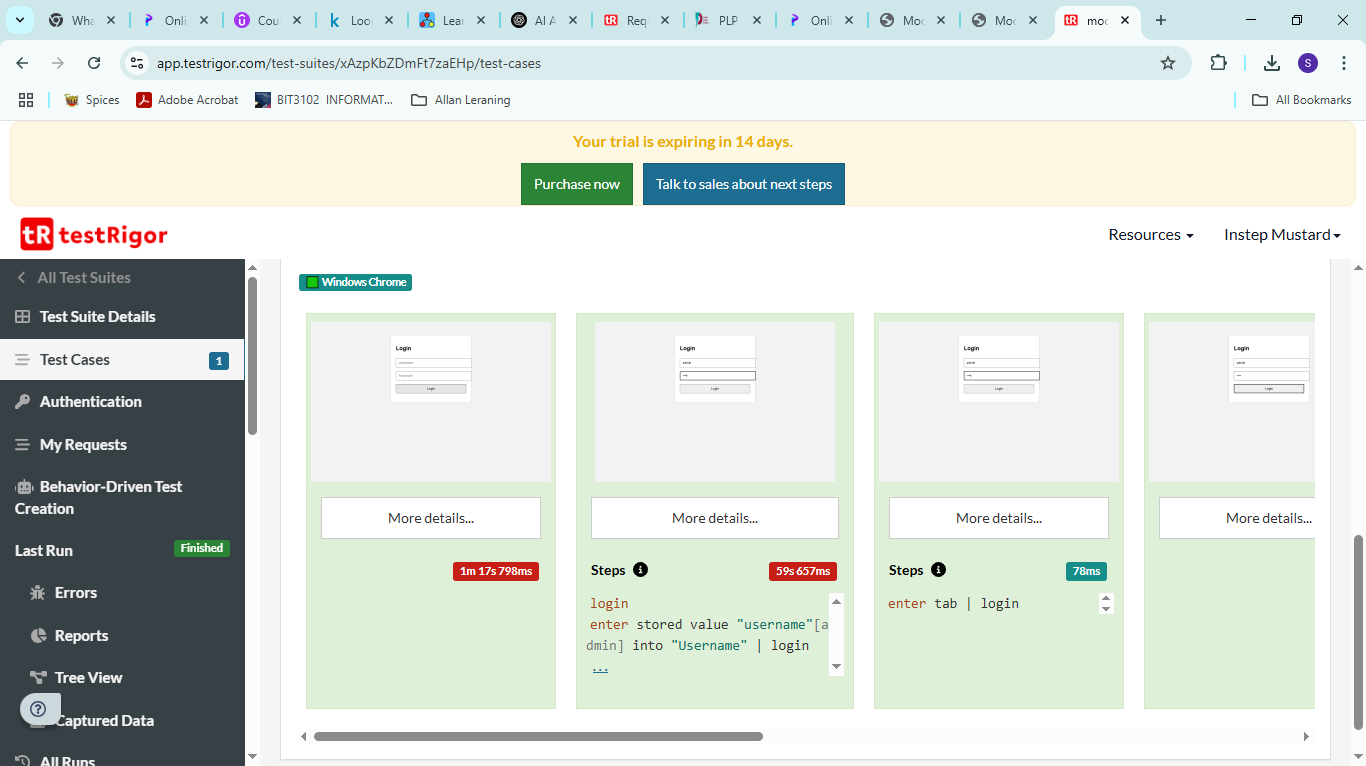 Wha
Onli
Cou
Loo
Lear
AI A
Req
PLP
Onli
Moc
Moc
moc
app.testrigor.com/test-suites/xAzpKbZDmFt7zaEHp/test-cases
S
Spices
Adobe Acrobat
BIT3102 INFORMAT...
Allan Leraning
All Bookmarks
Your trial is expiring in 14 days.
Purchase now
Talk to sales about next steps
tR testRigor
Resources
Instep Mustard
All Test Suites
Test Suite Details
Test Cases 1
Authentication
My Requests
Behavior-Driven Test
Creation
Last Run Finished
Errors
Reports
Tree View
Captured Data
All Runs
Windows Chrome
Login
Username
Password
Login
Login
admin
Login
Login
admin
Login
Login
admin
Login
More details...
More details...
More details...
More details...
1m 17s 798ms
Steps
59s 657ms
Steps
78ms
login
enter stored value "username"[a
dmin] into "Username" | login
...
enter tab | login